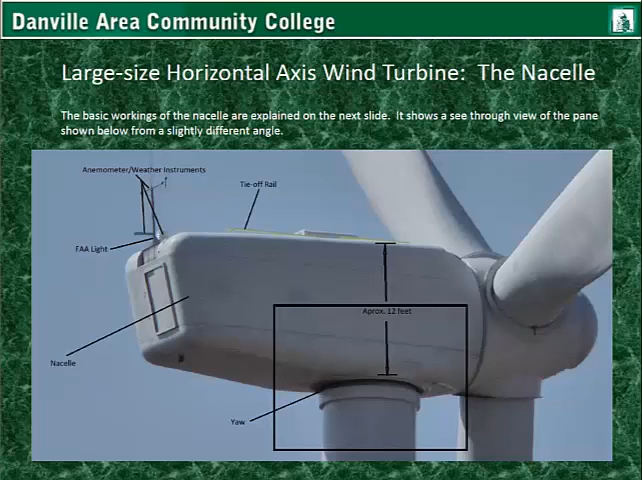 Danville Area Community College
Large-size Horizontal Axis Wind Turbine:  The Nacelle
The basic workings of the nacelle are explained on the next slide.  It shows a see through view of the pane
shown below from a slightly different angle.
Anemometer/Weather Instruments
Tie-off Rail
FAA Light
Aprox. 12 feet
Nacelle
Yaw